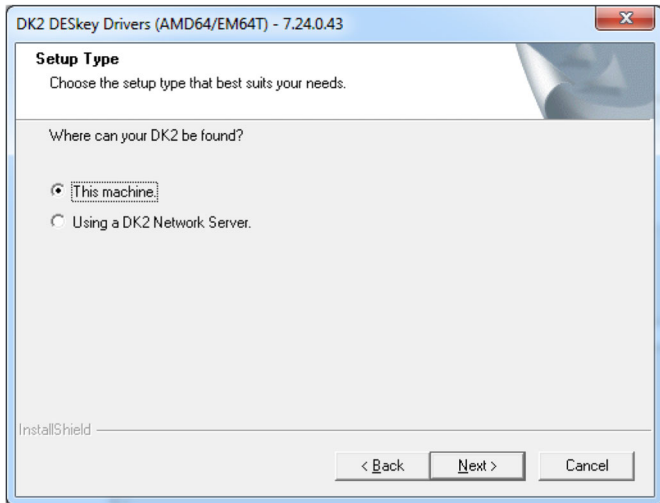 DK2 DESkey Drivers (AMD64/EM64T) - 7.24.0.43
Setup Type
Choose the setup type that best suits your needs.
Where can your DK2 be found?
This machine.
Using a DK2 Network Server.
InstallShield
< Back Next > Cancel